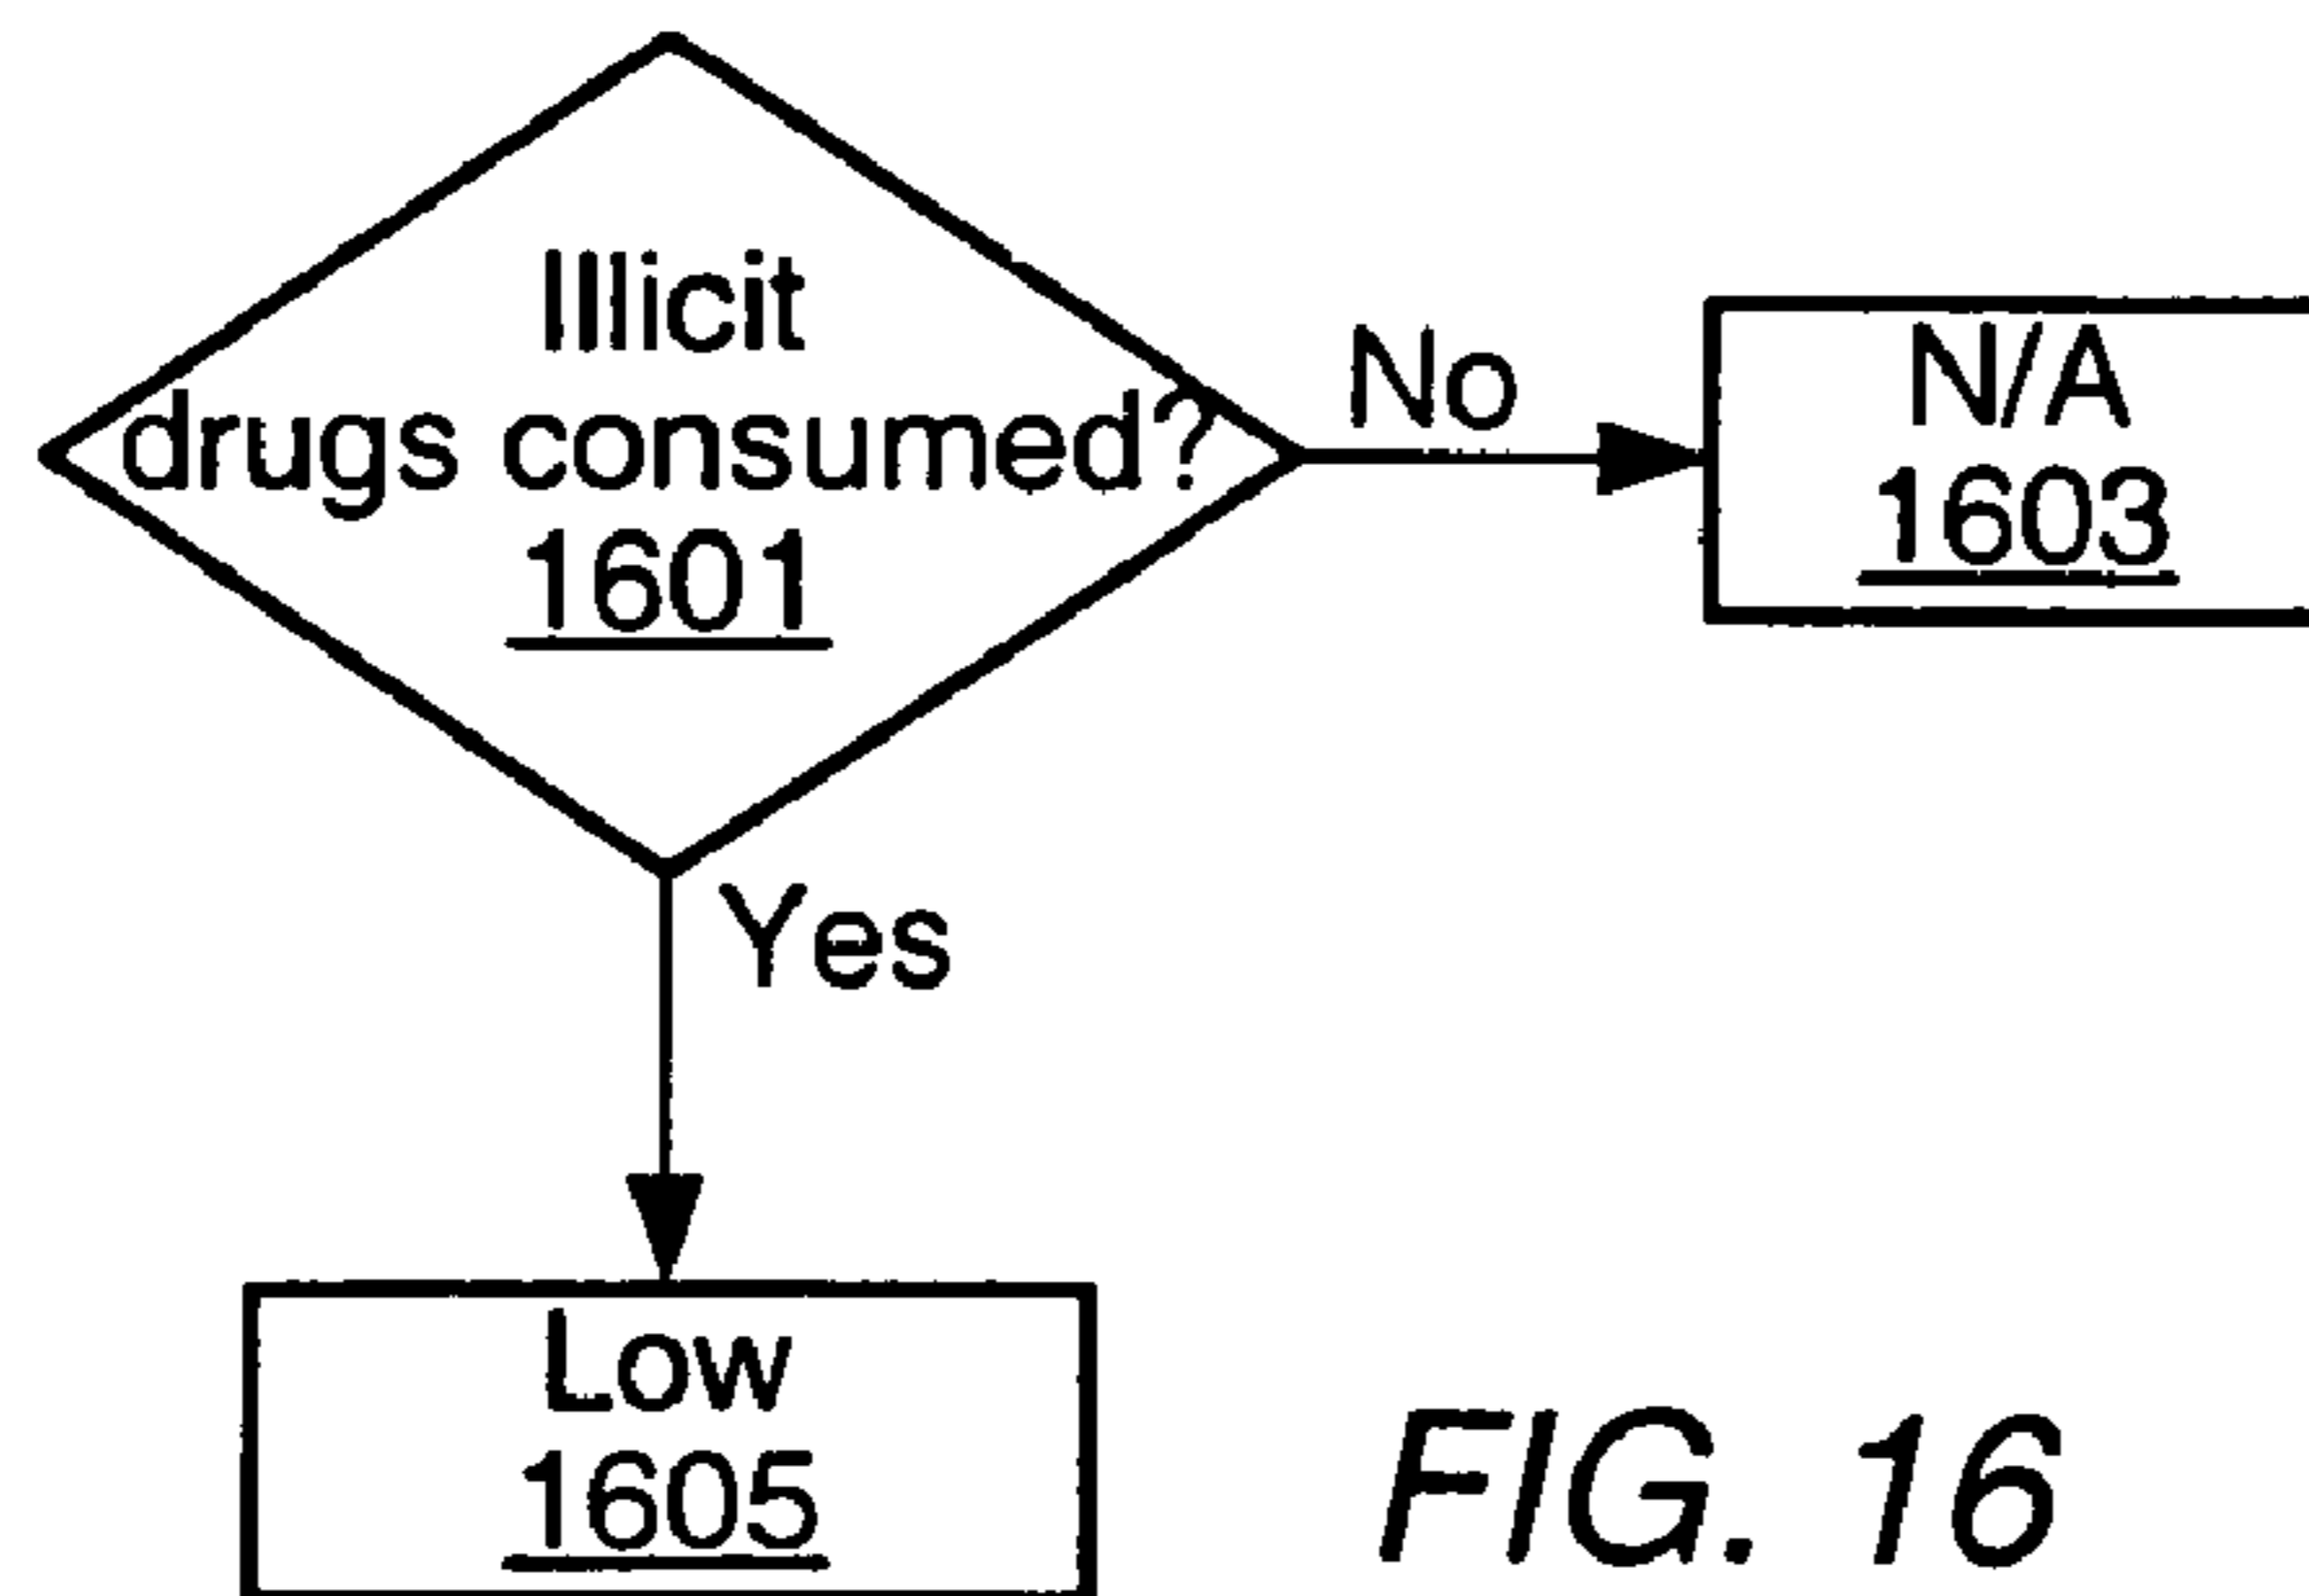 Illicit
drugs consumed?
1601
No
N/A
1603
Yes
Low
1605
FIG. 16